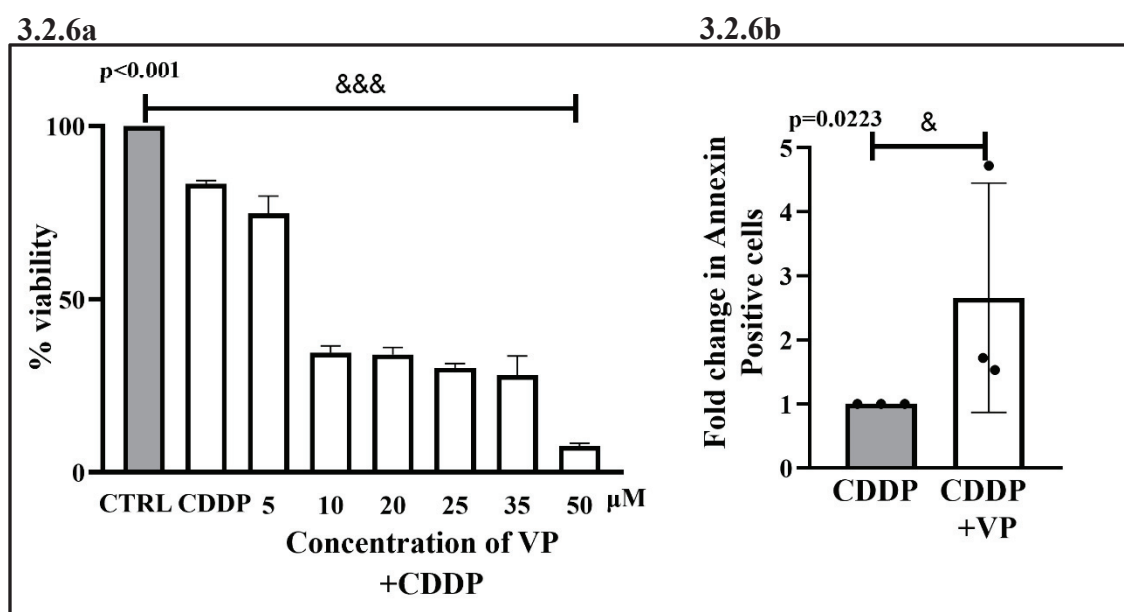 3.2.6a
p<0.001
&&&
100
50
0
% viability
CTRL CDDP 5 10 20 25 35 50 µM
Concentration of VP
+CDDP
3.2.6b
p=0.0223 &
5
4
3
2
1
0
Fold change in Annexin
Positive cells
CDDP CDDP
+VP